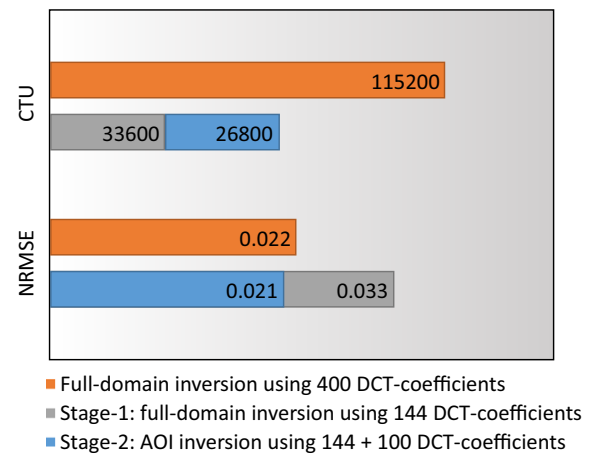 CTU
115200
33600 26800
NRMSE
0.022
0.021 0.033
Full-domain inversion using 400 DCT-coefficients
Stage-1: full-domain inversion using 144 DCT-coefficients
Stage-2: AOI inversion using 144 + 100 DCT-coefficients